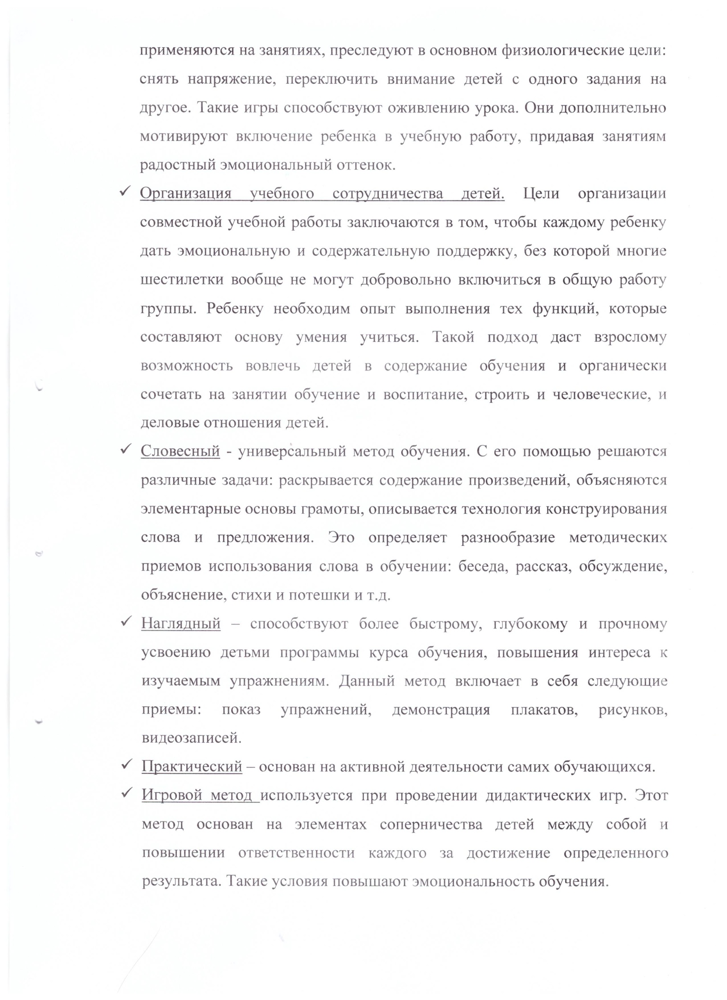 применяются на занятиях, преследуют в основном физиологические цели:
снять напряжение, переключить внимание детей с одного задания на
другое. Такие игры способствуют оживлению урока. Они дополнительно
мотивируют включение ребенка в учебную работу, придавая занятиям
радостный эмоциональный оттенок.
✓ Организация учебного сотрудничества детей. Цели организации
совместной учебной работы заключаются в том, чтобы каждому ребенку
дать эмоциональную и содержательную поддержку, без которой многие
шестилетки вообще не могут добровольно включиться в общую работу
группы. Ребенку необходим опыт выполнения тех функций, которые
составляют основу умения учиться. Такой подход даст взрослому
возможность вовлечь детей в содержание обучения и органически
сочетать на занятии обучение и воспитание, строить и человеческие, и
деловые отношения детей.
✓ Словесный - универсальный метод обучения. С его помощью решаются
различные задачи: раскрывается содержание произведений, объясняются
элементарные основы грамоты, описывается технология конструирования
слова и предложения. Это определяет разнообразие методических
приемов использования слова в обучении: беседа, рассказ, обсуждение,
объяснение, стихи и потешки и т.д.
✓ Наглядный – способствуют более быстрому, глубокому и прочному
усвоению детьми программы курса обучения, повышения интереса к
изучаемым упражнениям. Данный метод включает в себя следующие
приемы: показ упражнений, демонстрация плакатов, рисунков,
видеозаписей.
✓ Практический – основан на активной деятельности самих обучающихся.
✓ Игровой метод используется при проведении дидактических игр. Этот
метод основан на элементах соперничества детей между собой и
повышении ответственности каждого за достижение определенного
результата. Такие условия повышают эмоциональность обучения.